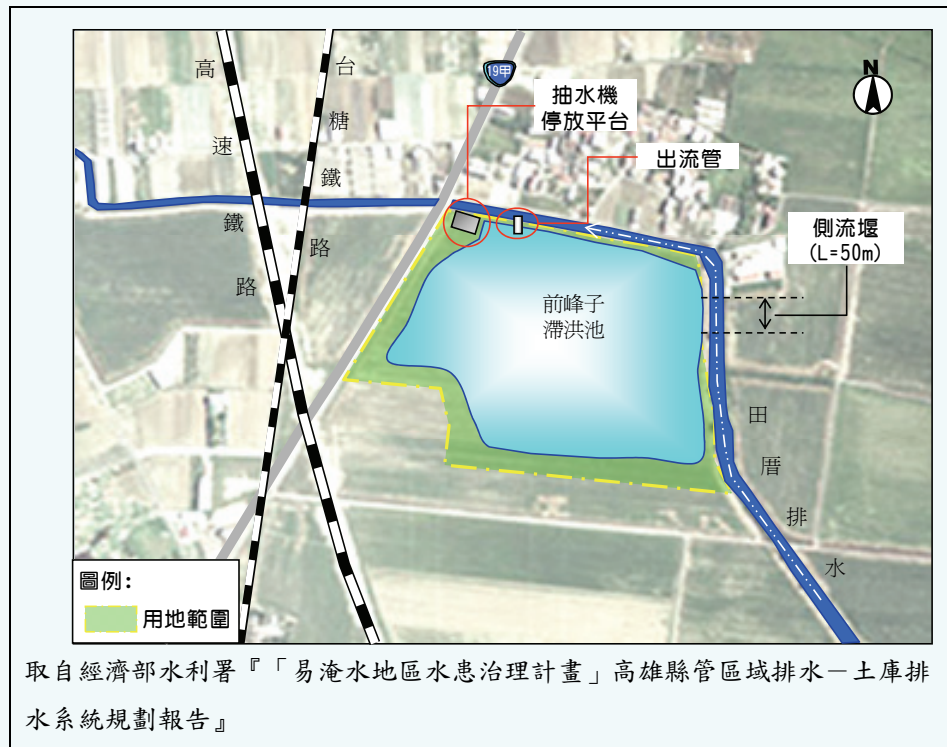 高速鐵路
台糖鐵路
19甲
N
抽水機
停放平台
出流管
側流堰
(L=50m)
前峰子
滯洪池
田厝排水
圖例:
用地範圍
取自經濟部水利署『「易淹水地區水患治理計畫」高雄縣管區域排水－土庫排
水系統規劃報告』